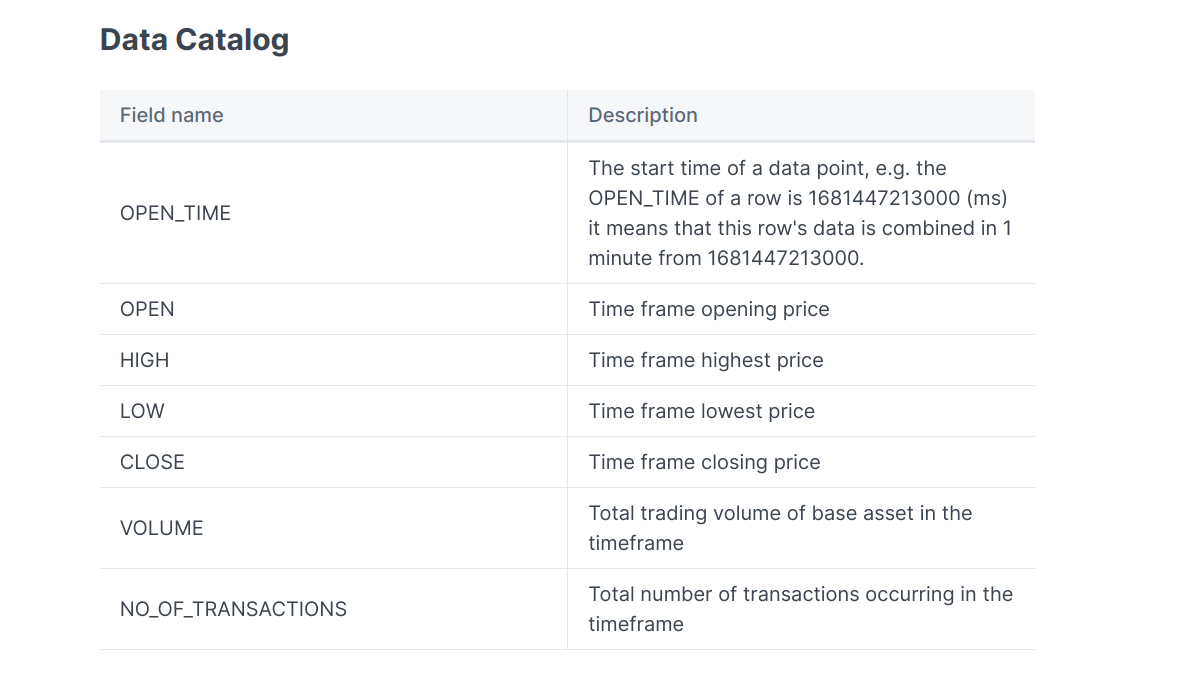 Data Catalog
Field name
Description
OPEN_TIME
The start time of a data point, e.g. the
OPEN_TIME of a row is 1681447213000 (ms)
it means that this row's data is combined in 1
minute from 1681447213000.
OPEN
Time frame opening price
HIGH
Time frame highest price
LOW
Time frame lowest price
CLOSE
Time frame closing price
VOLUME
Total trading volume of base asset in the
timeframe
NO_OF_TRANSACTIONS
Total number of transactions occurring in the
timeframe